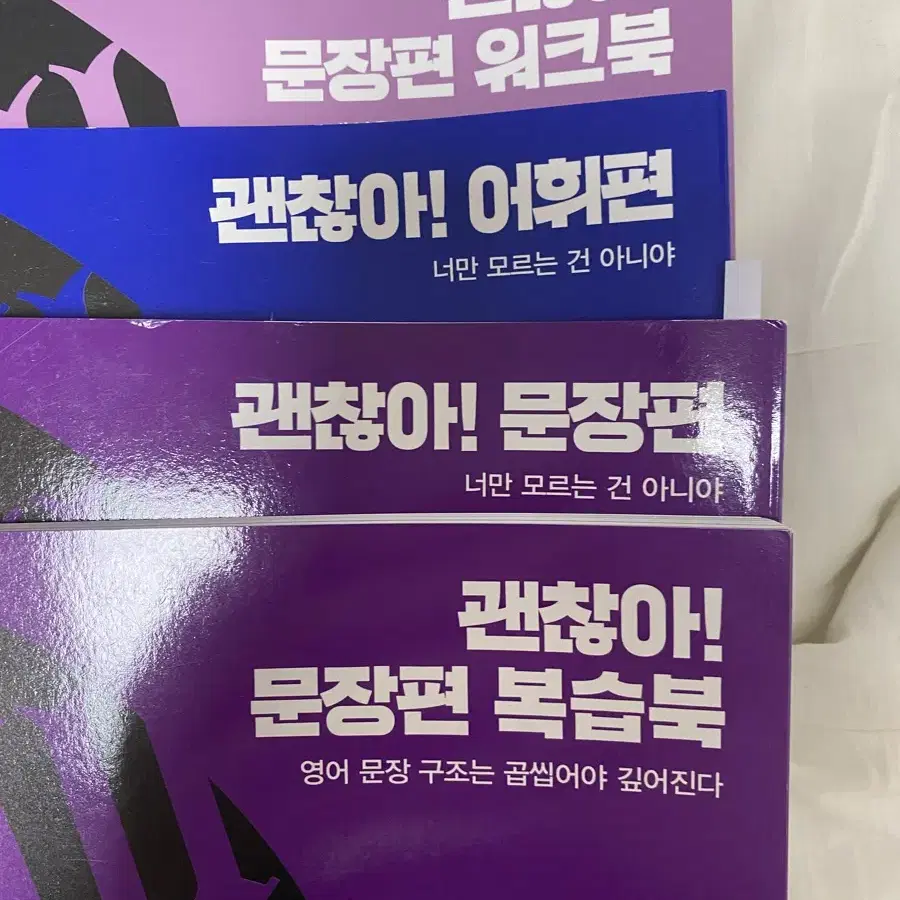 문장편 워크북
괜찮아! 어휘편
너만 모르는 건 아니야
괜찮아! 문장편
너만 모르는 건 아니야
괜찮아!
문장편 복습북
영어 문장 구조는 곱씹어야 깊어진다